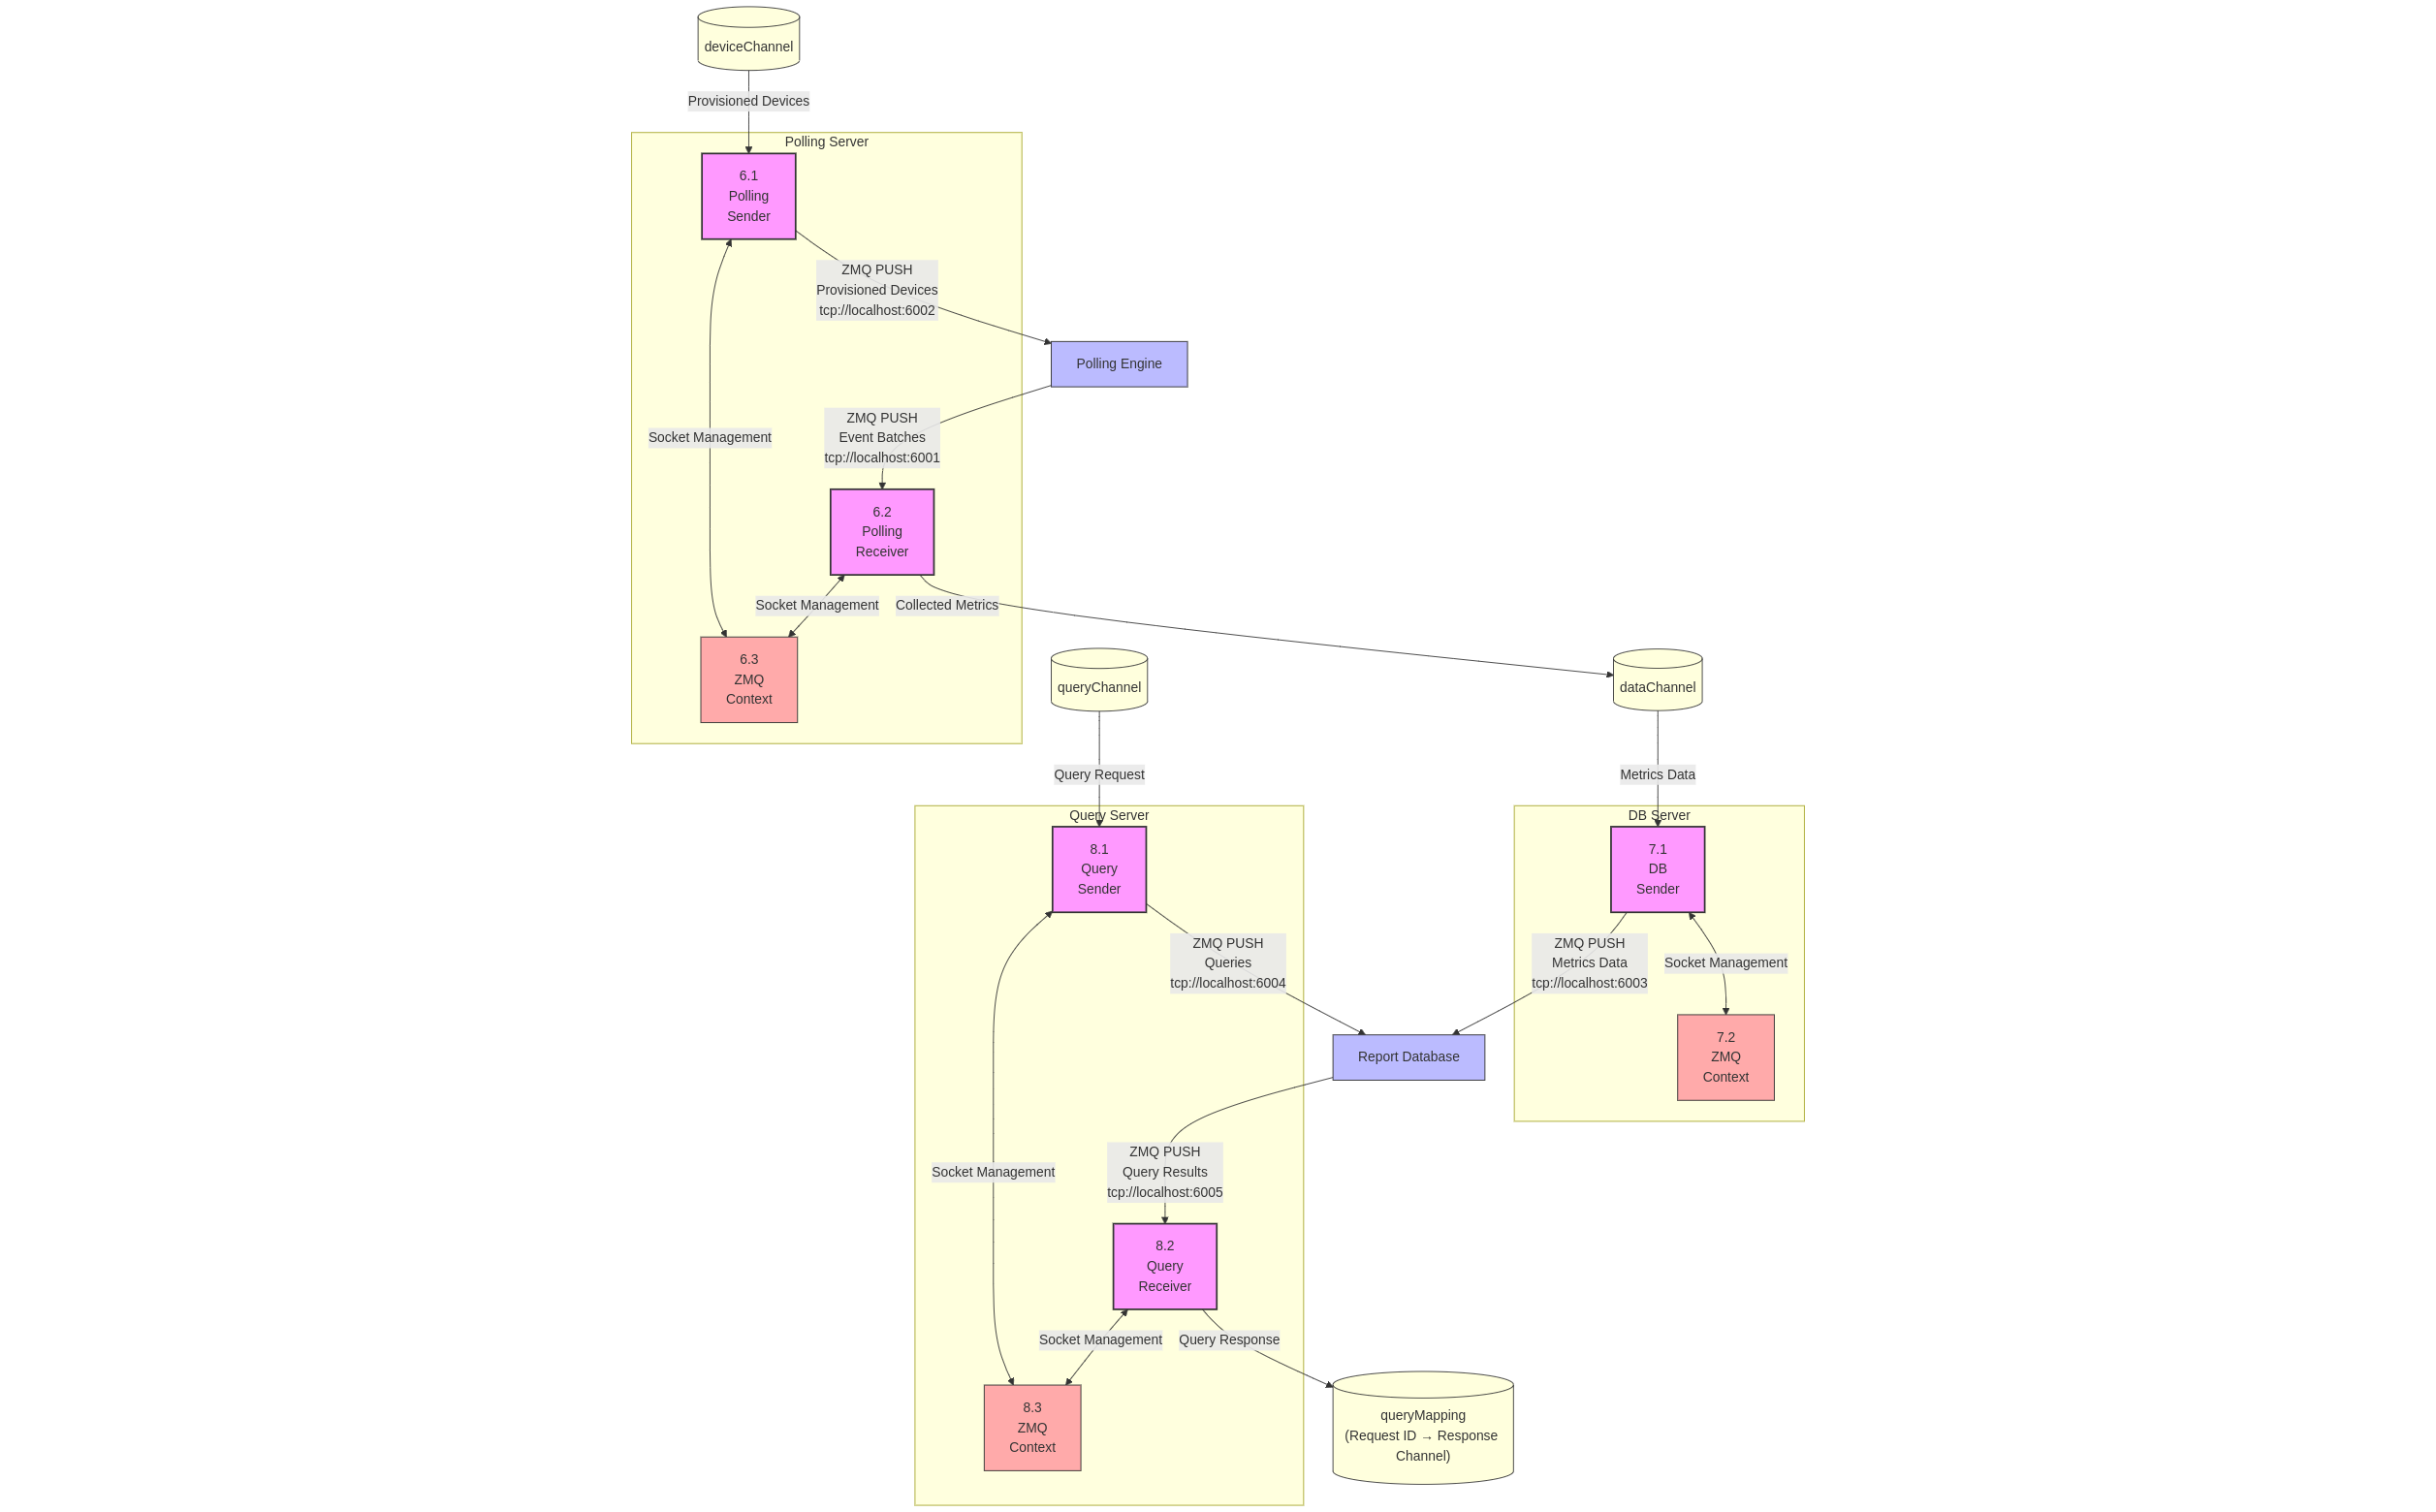 deviceChannel
Provisioned Devices
Polling Server
6.1
Polling
Sender
ZMQ PUSH
Provisioned Devices
tcp://localhost:6002
Polling Engine
ZMQ PUSH
Event Batches
tcp://localhost:6001
Socket Management
6.2
Polling
Receiver
Socket Management
Collected Metrics
6.3
ZMQ
Context
queryChannel
dataChannel
Query Request
Metrics Data
Query Server
DB Server
8.1
Query
Sender
7.1
DB
Sender
ZMQ PUSH
Queries
tcp://localhost:6004
ZMQ PUSH
Metrics Data
tcp://localhost:6003
Socket Management
Report Database
7.2
ZMQ
Context
Socket Management
ZMQ PUSH
Query Results
tcp://localhost:6005
8.2
Query
Receiver
Socket Management
Query Response
8.3
ZMQ
Context
queryMapping
(Request ID → Response
Channel)